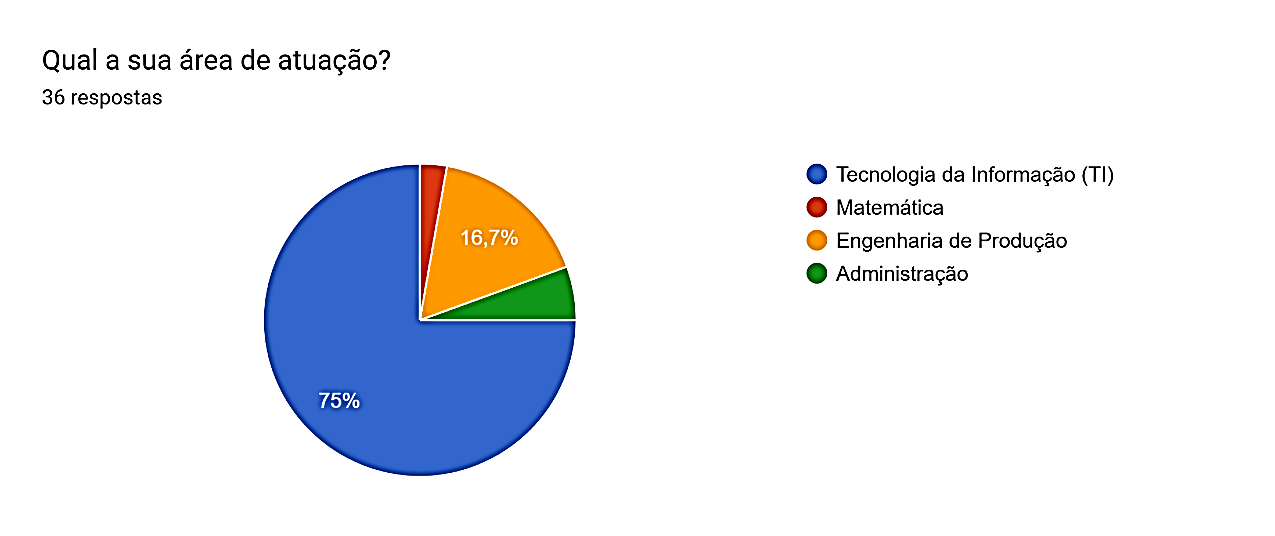 Qual a sua área de atuação?
36 respostas
Tecnologia da Informação (TI)
Matemática
Engenharia de Produção
Administração
16,7%
75%